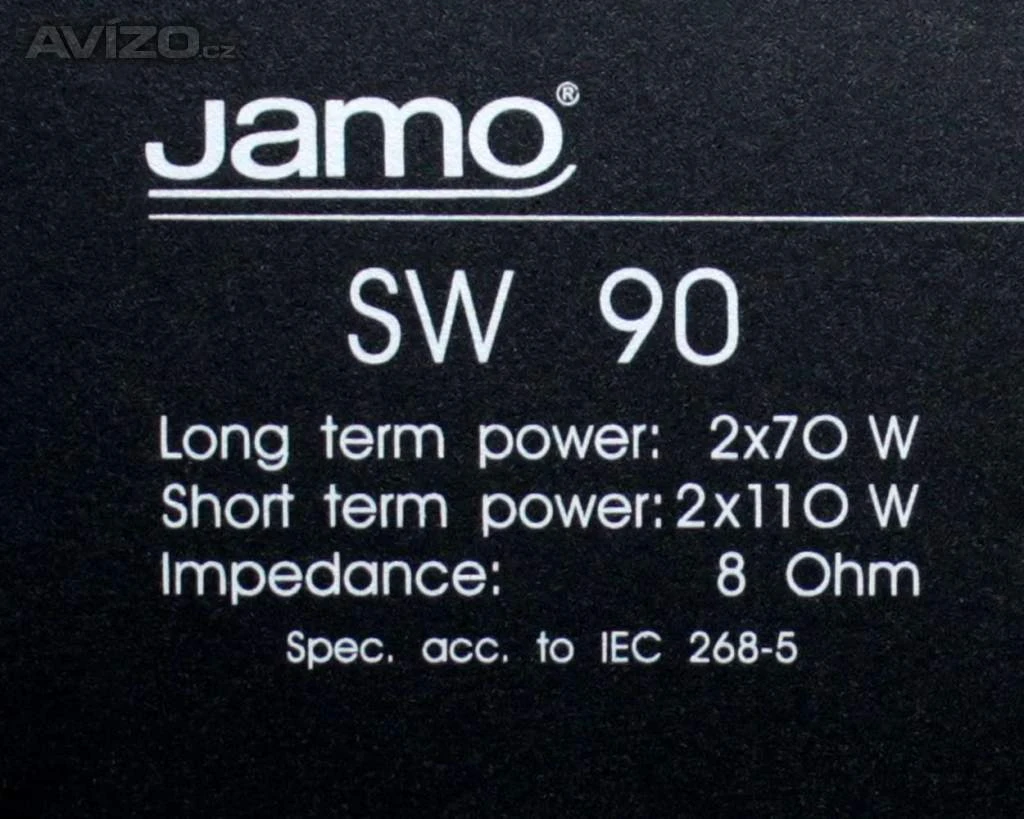 AVÍZO.cz
Jamo®
SW 90
Long term power: 2x70 W
Short term power: 2x110 W
Impedance: 8 Ohm
Spec. acc. to IEC 268-5